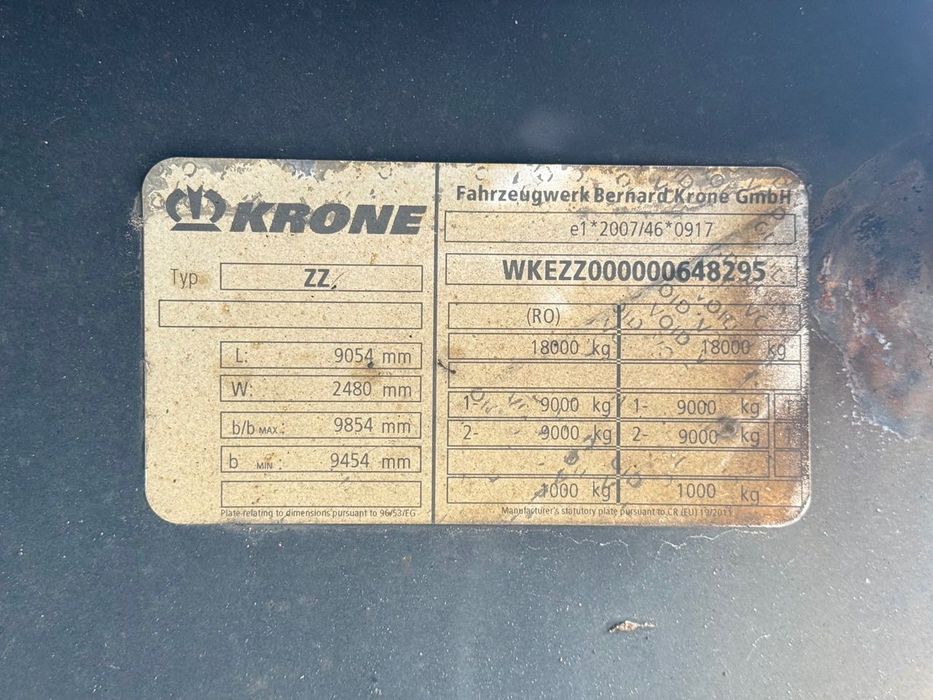 KRONE
Typ ZZ.
L: 9054 mm
W: 2480 mm
b/b MAX: 9854 mm
b MIN: 9454 mm
Plate relating to dimensions pursuant to 96/53/EG
Fahrzeugwerk Bernard Krone GmbH
e1*2007/46*0917
WKEZZ000000648295
(RO)
18000 kg 18000 kg
1- 9000 kg 1- 9000 kg
2- 9000 kg 2- 9000 kg
1000 kg 1000 kg
Manufacturer's statutory plate pursuant to CR (EU) 19/2011
VOID VOID
VOID